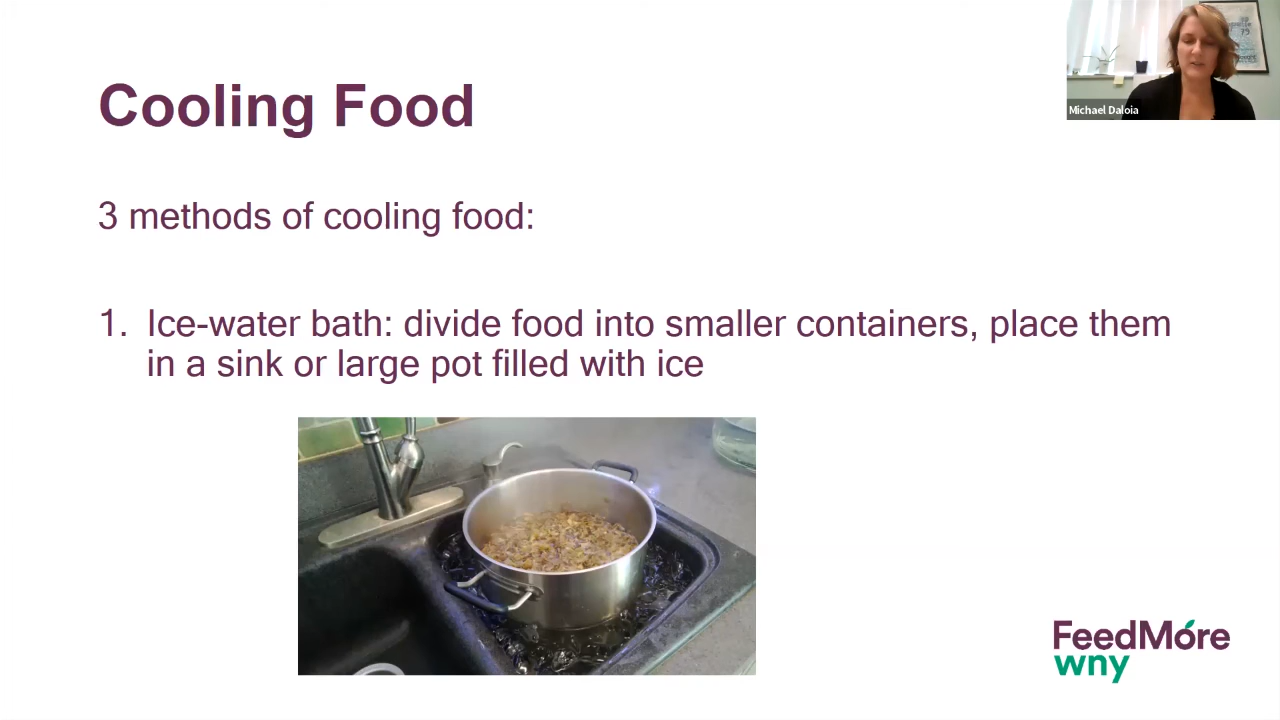 Cooling Food
Michael Daloia
3 methods of cooling food:
1. Ice-water bath: divide food into smaller containers, place them
in a sink or large pot filled with ice
FeedMore
wny